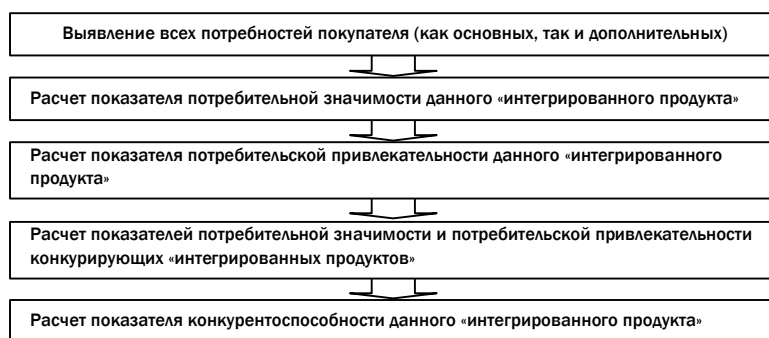 Выявление всех потребностей покупателя (как основных, так и дополнительных)
Расчет показателя потребительной значимости данного «интегрированного продукта»
Расчет показателя потребительской привлекательности данного «интегрированного
продукта»
Расчет показателей потребительной значимости и потребительской привлекательности
конкурирующих «интегрированных продуктов»
Расчет показателя конкурентоспособности данного «интегрированного продукта»